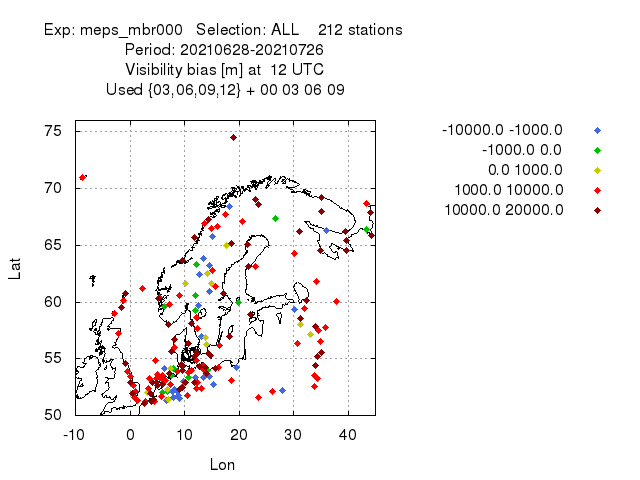 Exp: meps_mbr000 Selection: ALL 212 stations
Period: 20210628-20210726
Visibility bias [m] at 12 UTC
Used {03,06,09,12} + 00 03 06 09
-10000.0 -1000.0
-1000.0 0.0
0.0 1000.0
1000.0 10000.0
10000.0 20000.0
75
70
65
60
55
50
Lat
-10 0 10 20 30 40
Lon